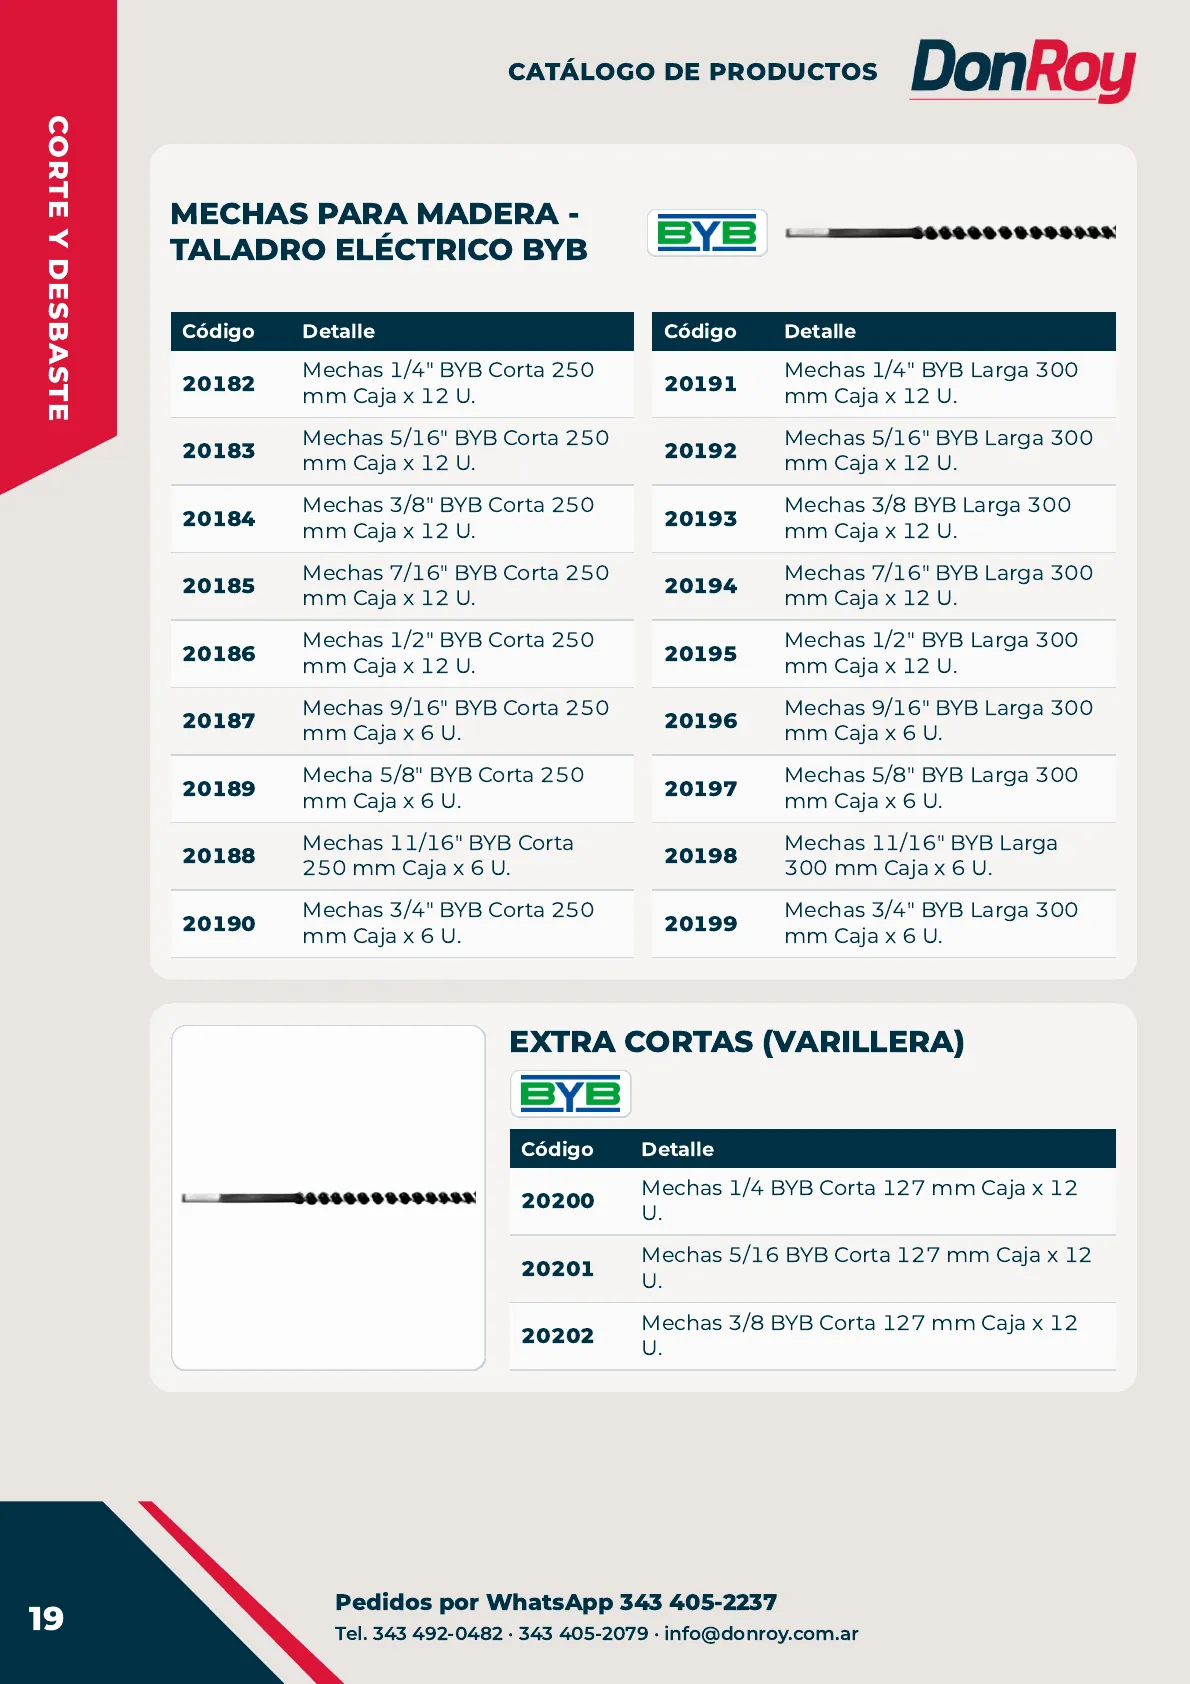 CATÁLOGO DE PRODUCTOS
DonRoy
CORTE Y DESBASTE
MECHAS PARA MADERA -
TALADRO ELÉCTRICO BYB
BYB
Código Detalle
20182 Mechas 1/4" BYB Corta 250
mm Caja x 12 U.
20183 Mechas 5/16" BYB Corta 250
mm Caja x 12 U.
20184 Mechas 3/8" BYB Corta 250
mm Caja x 12 U.
20185 Mechas 7/16" BYB Corta 250
mm Caja x 12 U.
20186 Mechas 1/2" BYB Corta 250
mm Caja x 12 U.
20187 Mechas 9/16" BYB Corta 250
mm Caja x 6 U.
20189 Mecha 5/8" BYB Corta 250
mm Caja x 6 U.
20188 Mechas 11/16" BYB Corta
250 mm Caja x 6 U.
20190 Mechas 3/4" BYB Corta 250
mm Caja x 6 U.
Código Detalle
20191 Mechas 1/4" BYB Larga 300
mm Caja x 12 U.
20192 Mechas 5/16" BYB Larga 300
mm Caja x 12 U.
20193 Mechas 3/8 BYB Larga 300
mm Caja x 12 U.
20194 Mechas 7/16" BYB Larga 300
mm Caja x 12 U.
20195 Mechas 1/2" BYB Larga 300
mm Caja x 12 U.
20196 Mechas 9/16" BYB Larga 300
mm Caja x 6 U.
20197 Mechas 5/8" BYB Larga 300
mm Caja x 6 U.
20198 Mechas 11/16" BYB Larga
300 mm Caja x 6 U.
20199 Mechas 3/4" BYB Larga 300
mm Caja x 6 U.
EXTRA CORTAS (VARILLERA)
BYB
Código Detalle
20200 Mechas 1/4 BYB Corta 127 mm Caja x 12
U.
20201 Mechas 5/16 BYB Corta 127 mm Caja x 12
U.
20202 Mechas 3/8 BYB Corta 127 mm Caja x 12
U.
19
Pedidos por WhatsApp 343 405-2237
Tel. 343 492-0482 · 343 405-2079 · info@donroy.com.ar